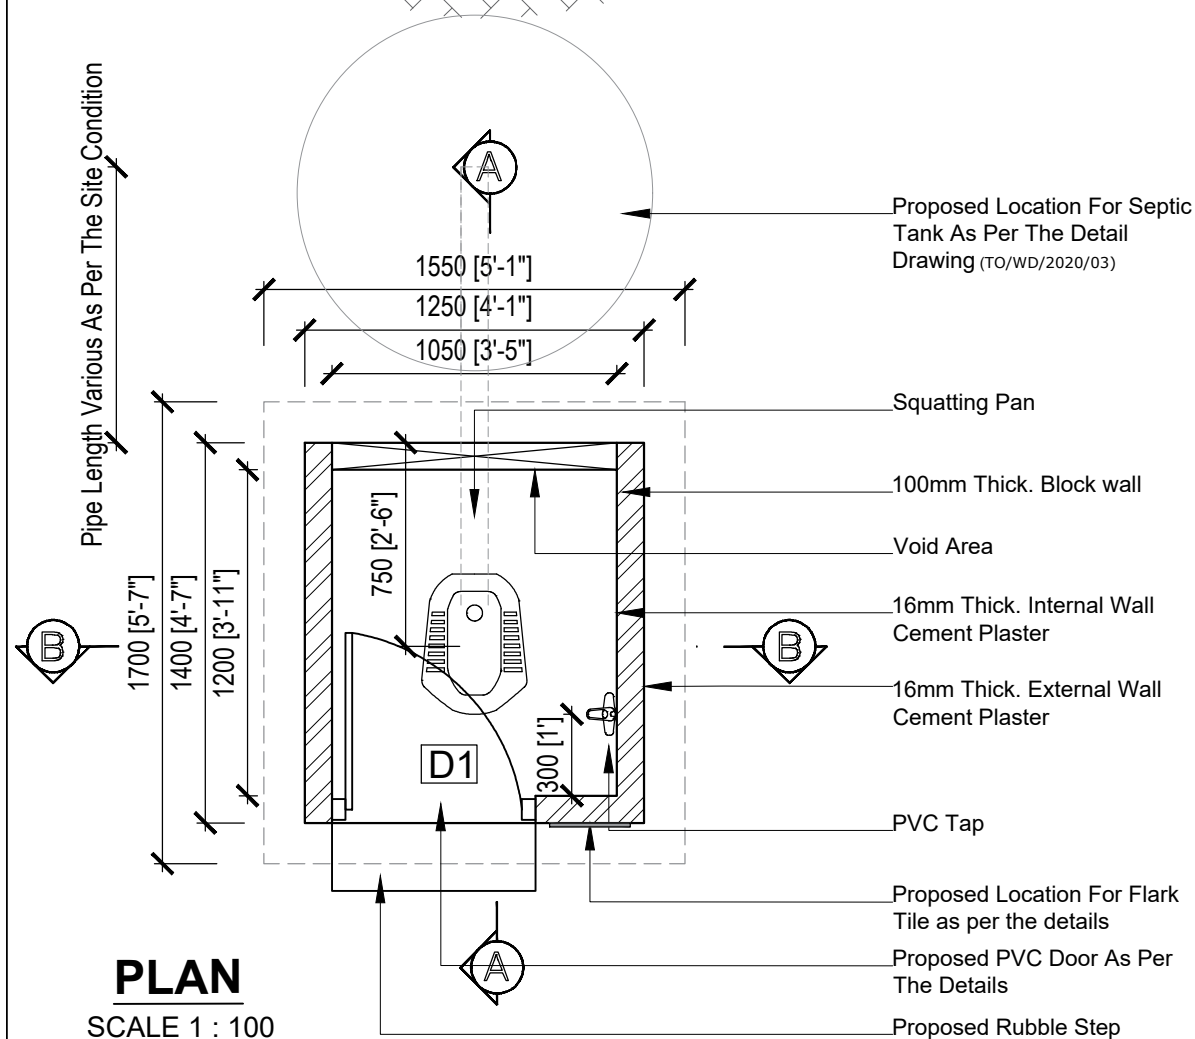 Pipe Length Various As Per The Site Condition
A
Proposed Location For Septic
Tank As Per The Detail
Drawing (TO/WD/2020/03)
1550 [5'-1"]
1250 [4'-1"]
1050 [3'-5"]
Squatting Pan
100mm Thick. Block wall
Void Area
750 [2'-6"]
1700 [5'-7"]
1400 [4'-7"]
1200 [3'-11"]
16mm Thick. Internal Wall
Cement Plaster
B
B
16mm Thick. External Wall
Cement Plaster
D1
300 [1']
PVC Tap
Proposed Location For Flark
Tile as per the details
A
Proposed PVC Door As Per
The Details
PLAN
SCALE 1 : 100
Proposed Rubble Step